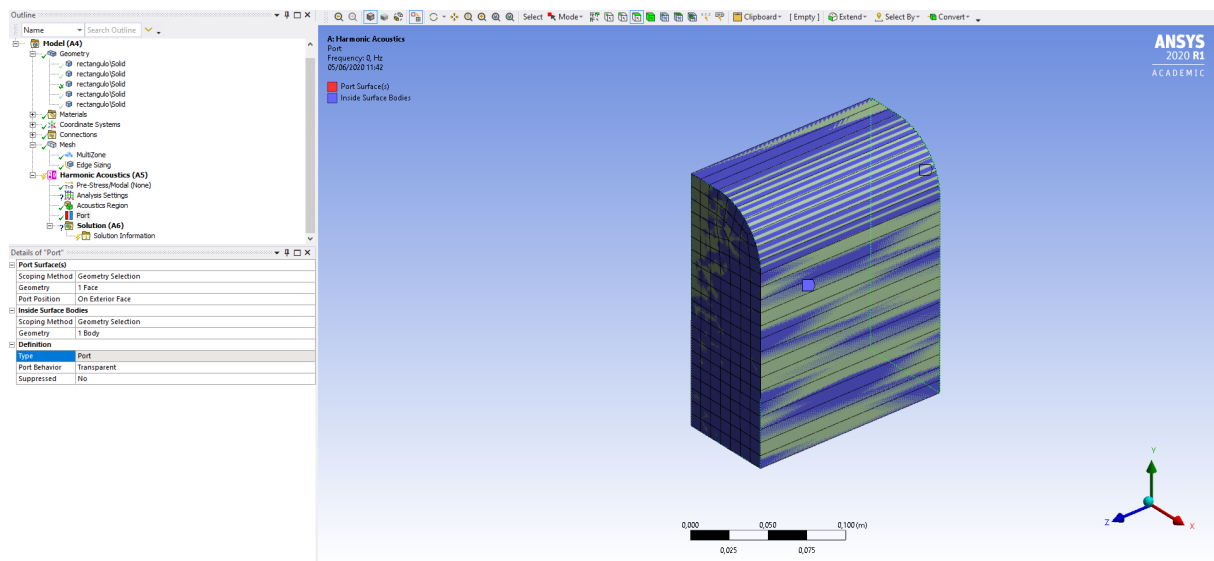 Outline
Name
Search Outline
Model (A4)
Geometry
rectangulo\Solid
rectangulo\Solid
rectangulo\Solid
rectangulo\Solid
rectangulo\Solid
Materials
Coordinate Systems
Connections
Mesh
MultiZone
Edge Sizing
Harmonic Acoustics (A5)
Pre-Stress/Modal (None)
Analysis Settings
Acoustics Region
Port
Solution (A6)
Solution Information
Details of "Port"
Port Surface(s)
Scoping Method Geometry Selection
Geometry 1 Face
Port Position On Exterior Face
Inside Surface Bodies
Scoping Method Geometry Selection
Geometry 1 Body
Definition
Type Port
Port Behavior Transparent
Suppressed No
Select Mode Clipboard [Empty] Extend Select By Convert
A: Harmonic Acoustics
Port
Frequency: 0, Hz
05/06/2020 11:42
Port Surface(s)
Inside Surface Bodies
ANSYS
2020 R1
ACADEMIC
0,000 0,050 0,100 (m)
0,025 0,075
Y
Z
X